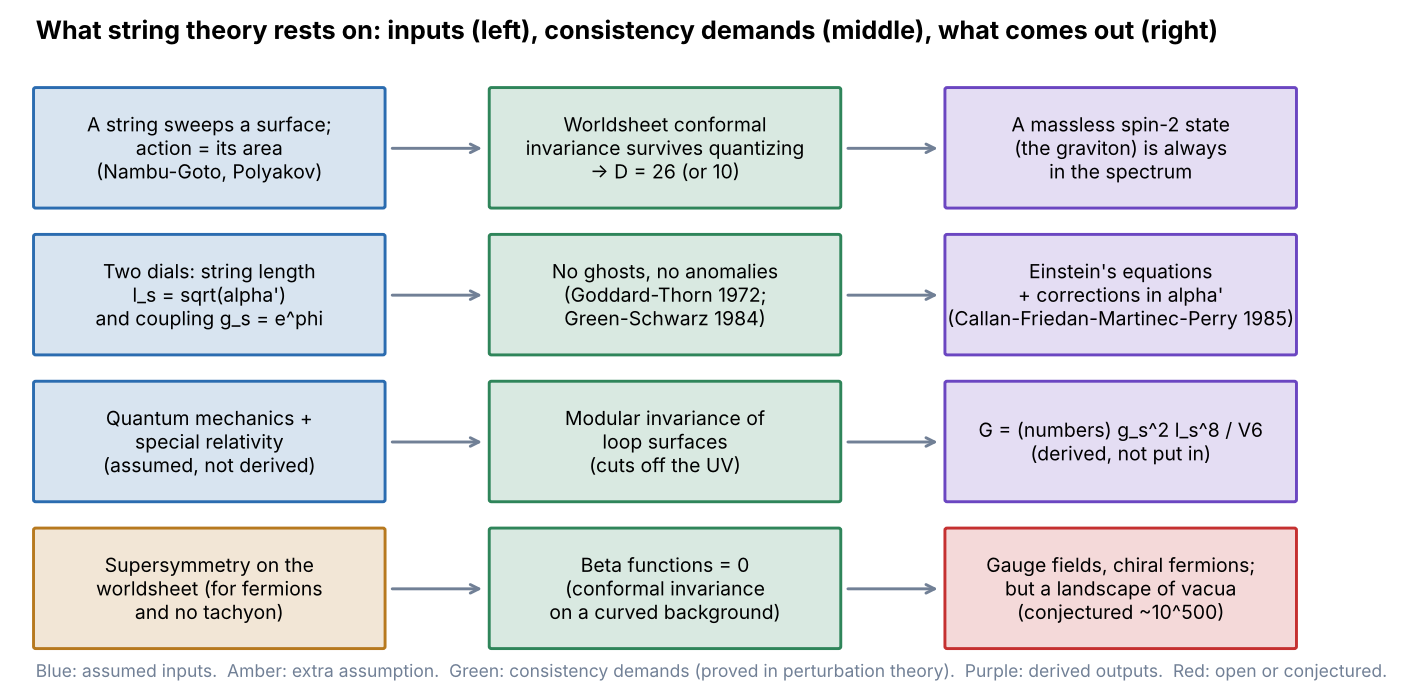 What string theory rests on: inputs (left), consistency demands (middle), what comes out (right)
A string sweeps a surface;
action = its area
(Nambu-Goto, Polyakov)
Worldsheet conformal
invariance survives quantizing
→ D = 26 (or 10)
A massless spin-2 state
(the graviton) is always
in the spectrum
Two dials: string length
l_s = sqrt(alpha')
and coupling g_s = e^phi
No ghosts, no anomalies
(Goddard-Thorn 1972;
Green-Schwarz 1984)
Einstein's equations
+ corrections in alpha'
(Callan-Friedan-Martinec-Perry 1985)
Quantum mechanics +
special relativity
(assumed, not derived)
Modular invariance of
loop surfaces
(cuts off the UV)
G = (numbers) g_s^2 l_s^8 / V6
(derived, not put in)
Supersymmetry on the
worldsheet (for fermions
and no tachyon)
Beta functions = 0
(conformal invariance
on a curved background)
Gauge fields, chiral fermions;
but a landscape of vacua
(conjectured ~10^500)
Blue: assumed inputs.  Amber: extra assumption.  Green: consistency demands (proved in perturbation theory).  Purple: derived outputs.  Red: open or conjectured.